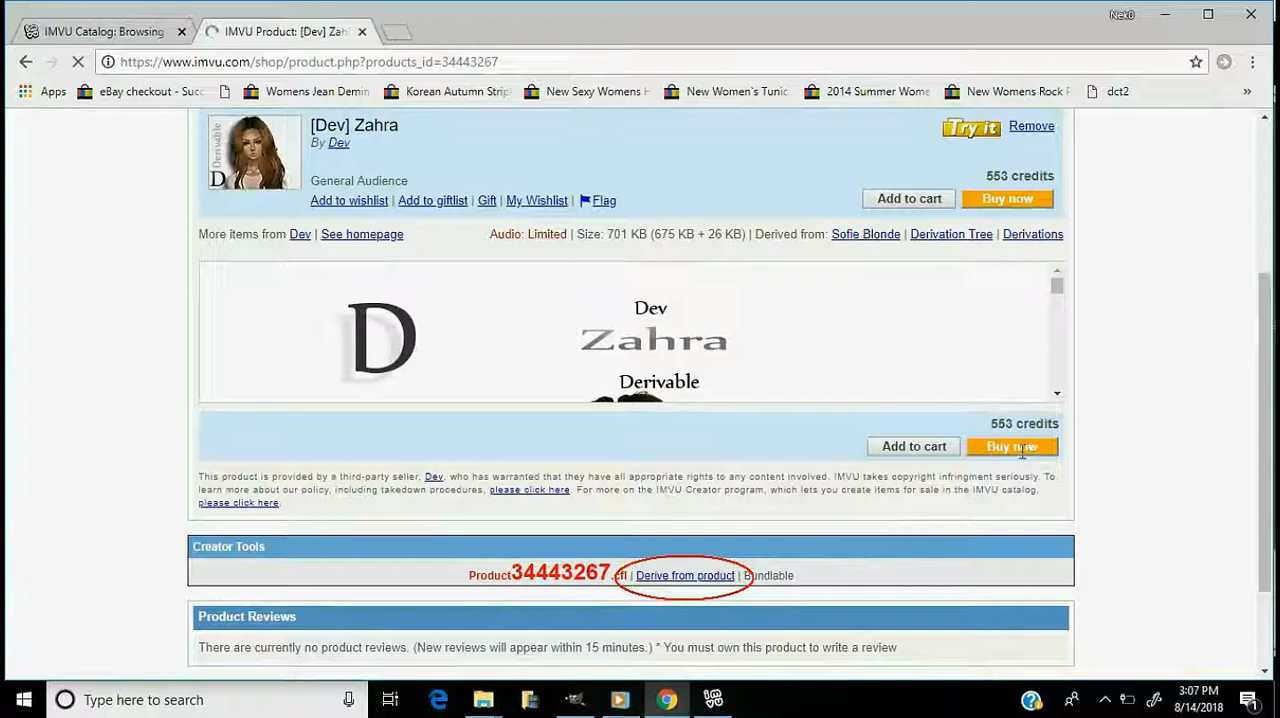 Nek0
IMVU Catalog: Browsing
IMVU Product: [Dev] Zah
https://www.imvu.com/shop/product.php?products_id=34443267
Apps
eBay checkout - Suc
Womens Jean Demin
Korean Autumn Strip
New Sexy Womens
New Women's Tunic
2014 Summer Wome
New Womens Rock
dct2
»
Derivable
D
[Dev] Zahra
By Dev
General Audience
Add to wishlist | Add to giftlist | Gift | My Wishlist | Flag
Try it Remove
553 credits
Add to cart Buy now
More items from Dev | See homepage
Audio: Limited | Size: 701 KB (675 KB + 26 KB) | Derived from: Sofie Blonde | Derivation Tree | Derivations
D
Dev
Zahra
Derivable
553 credits
Add to cart Buy now
This product is provided by a third-party seller, Dev, who has warranted that they have all appropriate rights to any content involved. IMVU takes copyright infringment seriously. To
learn more about our policy, including takedown procedures, please click here. For more on the IMVU Creator program, which lets you create items for sale in the IMVU catalog,
please click here.
Creator Tools
Product34443267.cfl | Derive from product | Bundlable
Product Reviews
There are currently no product reviews. (New reviews will appear within 15 minutes.) * You must own this product to write a review
Type here to search
3:07 PM
8/14/2018
1